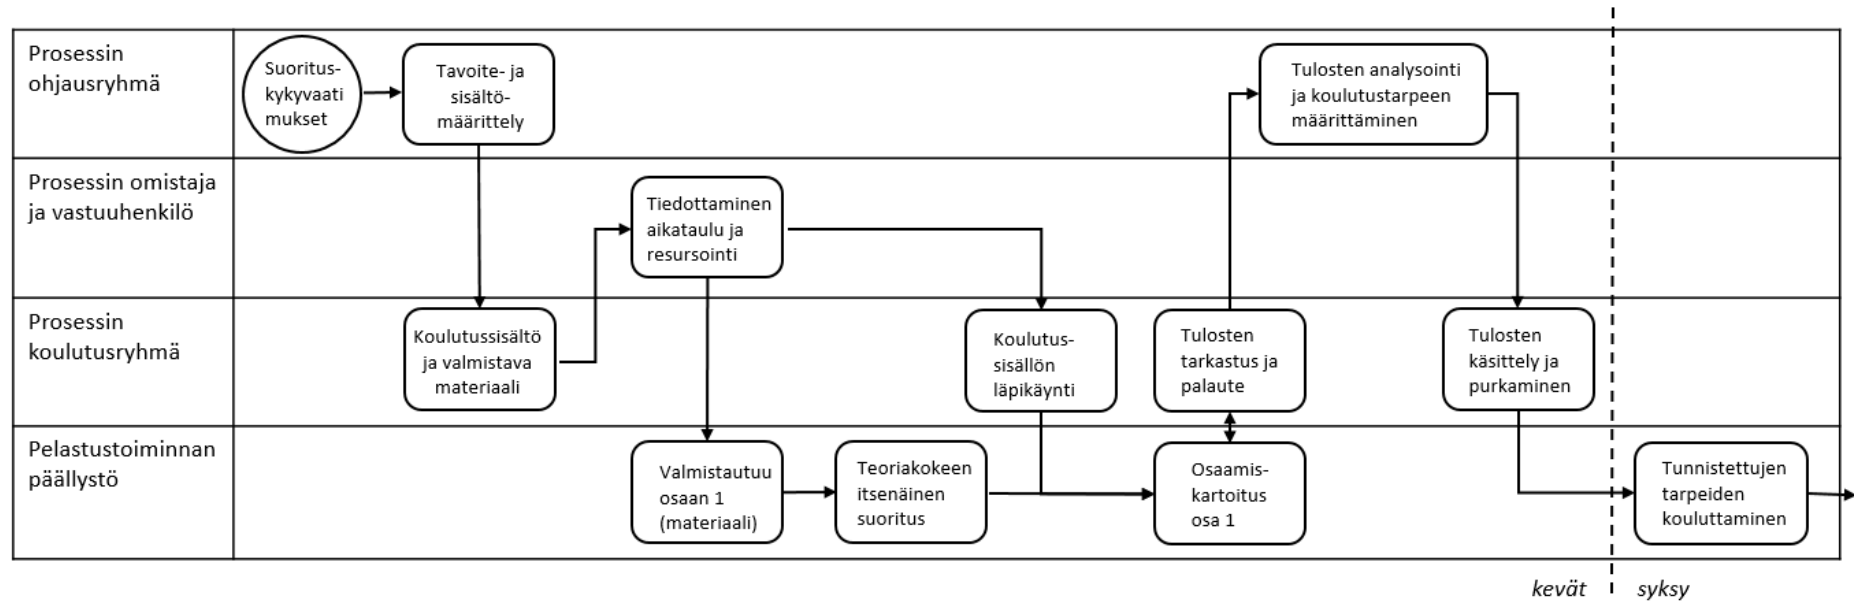 Prosessin
ohjausryhmä
Suoritus-
kykyvaati
mukset
Tavoite- ja
sisältö-
määrittely
Tulosten analysointi
ja koulutustarpeen
määrittäminen
Prosessin omistaja
ja vastuuhenkilö
Tiedottaminen
aikataulu ja
resursointi
Prosessin
koulutusryhmä
Koulutussisältö
ja valmistava
materiaali
Koulutus-
sisällön
läpikäynti
Tulosten
tarkastus ja
palaute
Tulosten
käsittely ja
purkaminen
Pelastustoiminnan
päällystö
Valmistautuu
osaan 1
(materiaali)
Teoriakokeen
itsenäinen
suoritus
Osaamis-
kartoitus
osa 1
Tunnistettujen
tarpeiden
kouluttaminen
kevät
syksy